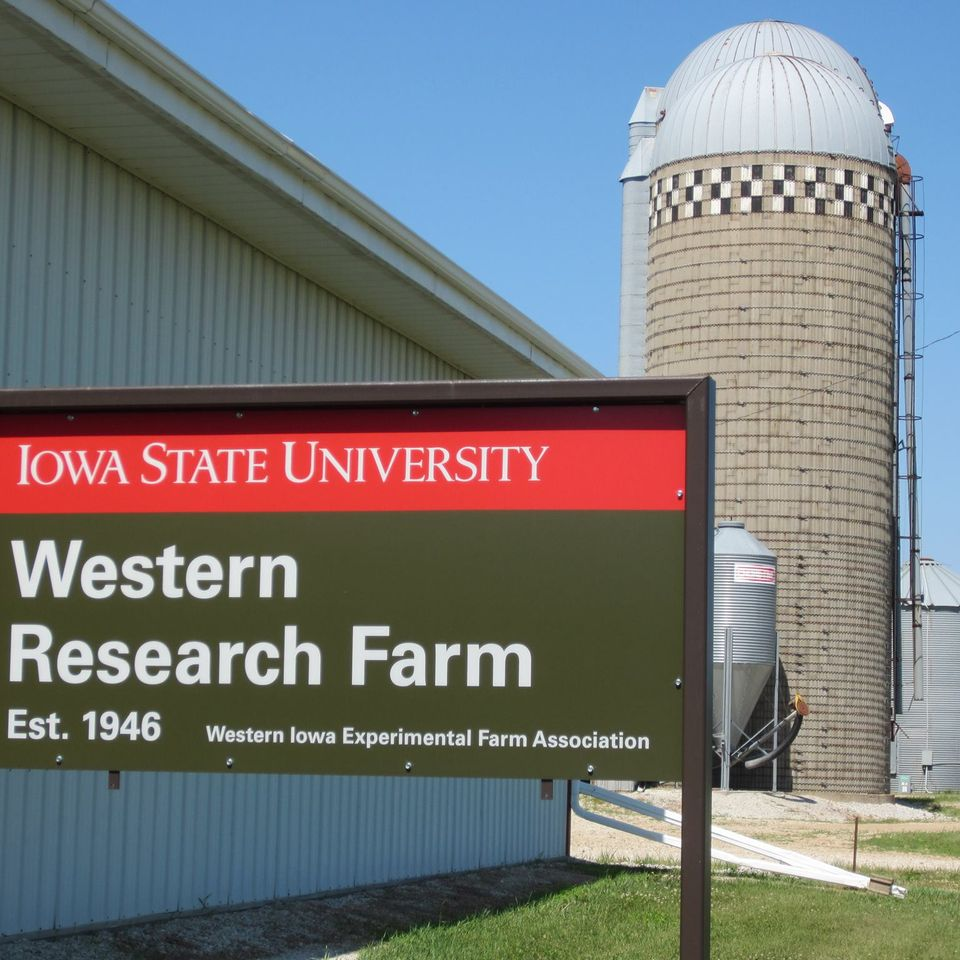 IOWA STATE UNIVERSITY
Western
Research Farm
Est. 1946 Western Iowa Experimental Farm Association